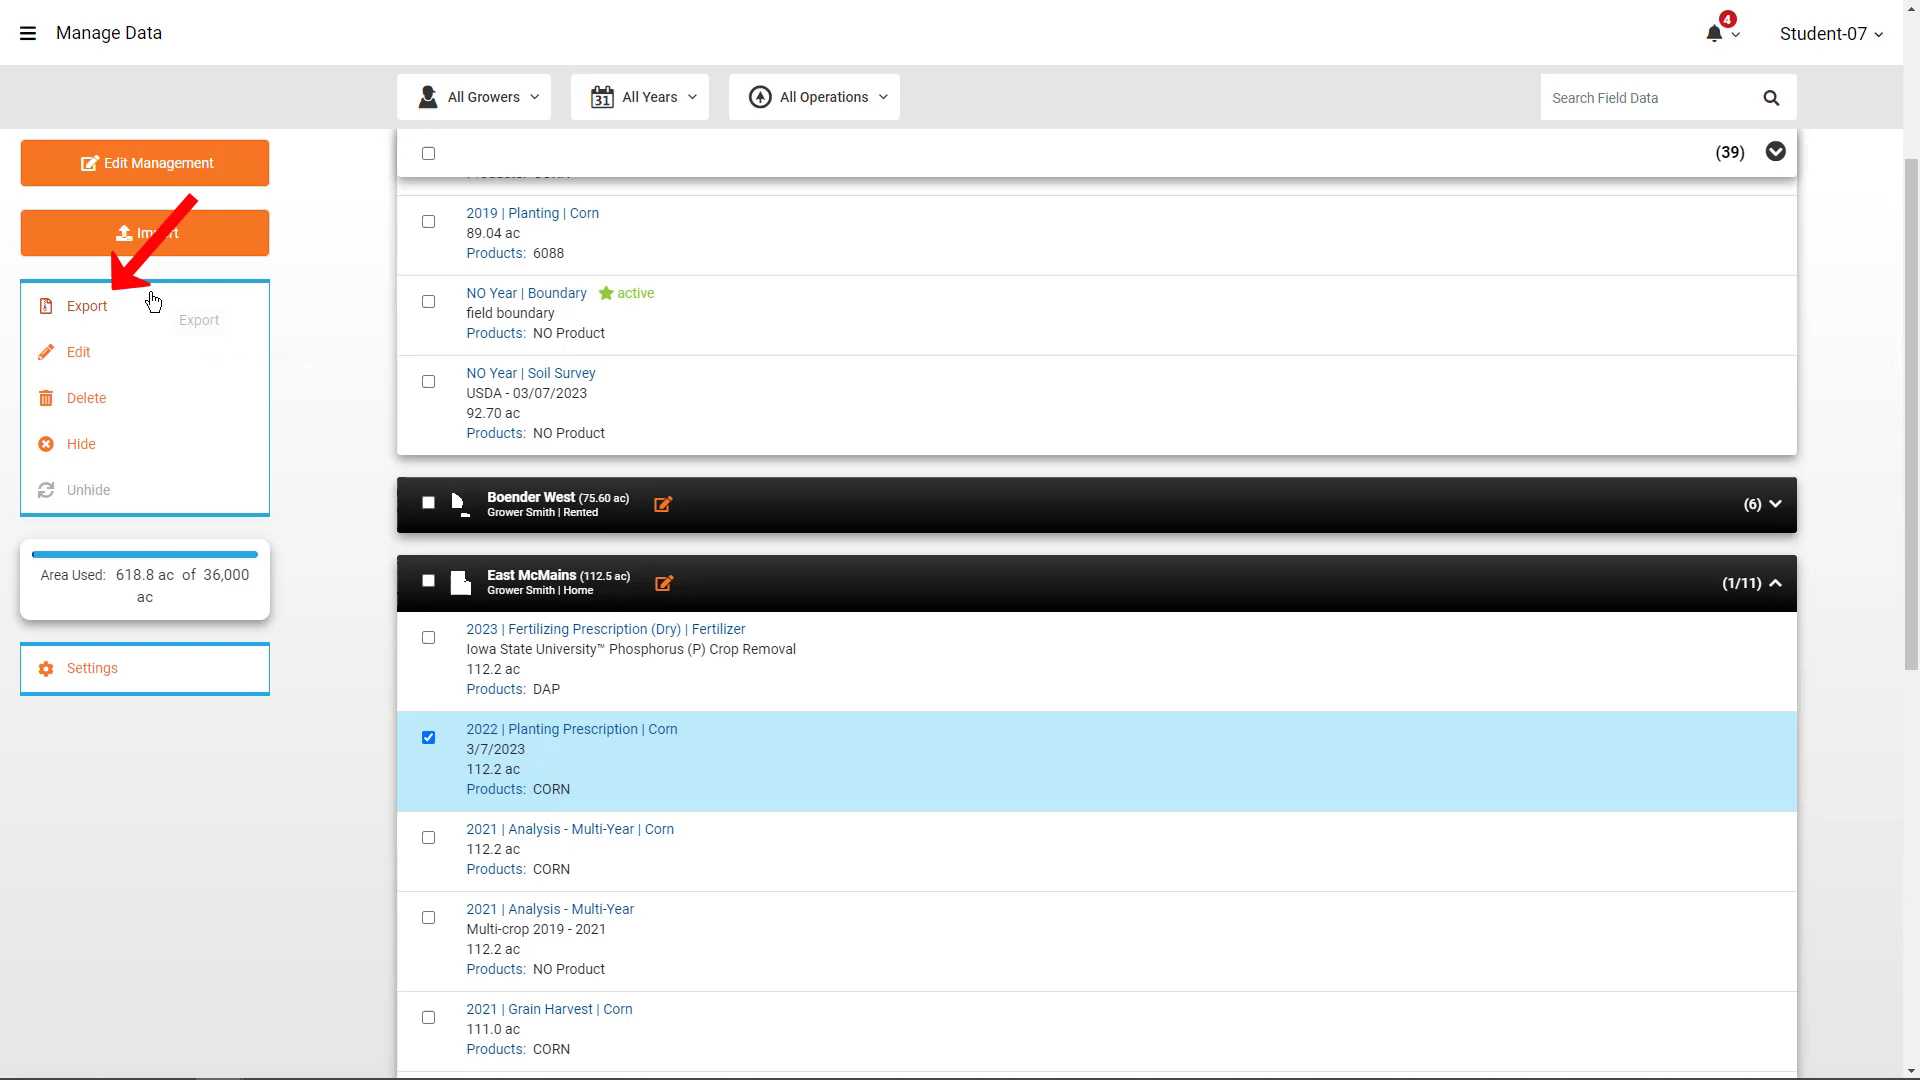 Manage Data
4
Student-07
All Growers
31
All Years
All Operations
Search Field Data
Edit Management
Export
Export
Edit
Delete
Hide
Unhide
Area Used: 618.8 ac of 36,000
ac
Settings
(39)
2019 | Planting | Corn
89.04 ac
Products: 6088
NO Year | Boundary active
field boundary
Products: NO Product
NO Year | Soil Survey
USDA - 03/07/2023
92.70 ac
Products: NO Product
Boender West (75.60 ac)
Grower Smith | Rented
(6)
East McMains (112.5 ac)
Grower Smith | Home
(1/11)
2023 | Fertilizing Prescription (Dry) | Fertilizer
Iowa State University™ Phosphorus (P) Crop Removal
112.2 ac
Products: DAP
2022 | Planting Prescription | Corn
3/7/2023
112.2 ac
Products: CORN
2021 | Analysis - Multi-Year | Corn
112.2 ac
Products: CORN
2021 | Analysis - Multi-Year
Multi-crop 2019 - 2021
112.2 ac
Products: NO Product
2021 | Grain Harvest | Corn
111.0 ac
Products: CORN